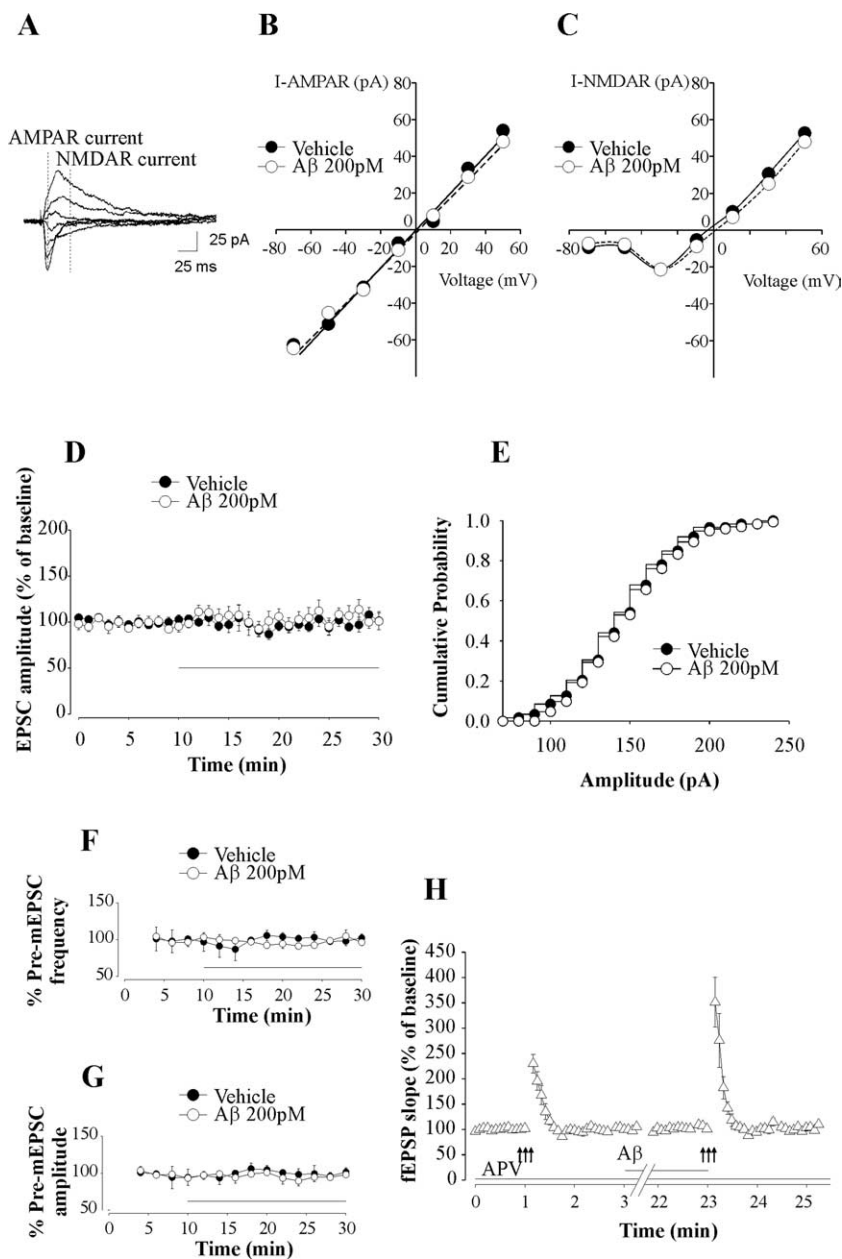 A
B
C
AMPAR current
NMDAR current
25 pA
25 ms
I-AMPAR (pA)
Vehicle
Aβ 200pM
80
60
40
20
0
-80 -60 -40 -20 0 20 40 60
-20
Voltage (mV)
-40
-60
I-NMDAR (pA)
Vehicle
Aβ 200pM
80
60
40
20
0
-80 -40 0 60
-20
Voltage (mV)
-40
-60
-80
D
Vehicle
Aβ 200pM
EPSC amplitude (% of baseline)
200
150
100
50
0
0 5 10 15 20 25 30
Time (min)
E
Cumulative Probability
1.0
0.8
0.6
0.4
0.2
0.0
Vehicle
Aβ 200pM
100 150 200 250
Amplitude (pA)
F
Vehicle
Aβ 200pM
% Pre-mEPSC frequency
150
100
50
0 5 10 15 20 25 30
Time (min)
G
Vehicle
Aβ 200pM
% Pre-mEPSC amplitude
150
100
50
0 5 10 15 20 25 30
Time (min)
H
fEPSP slope (% of baseline)
450
400
350
300
250
200
150
100
50
0
APV
Aβ
0 1 2 3 22 23 24 25
Time (min)